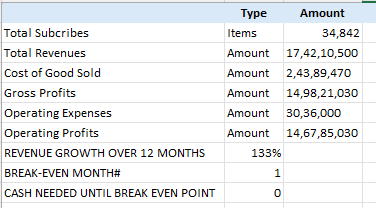 Type Amount
Total Subcribes Items 34,842
Total Revenues Amount 17,42,10,500
Cost of Good Sold Amount 2,43,89,470
Gross Profits Amount 14,98,21,030
Operating Expenses Amount 30,36,000
Operating Profits Amount 14,67,85,030
REVENUE GROWTH OVER 12 MONTHS 133%
BREAK-EVEN MONTH# 1
CASH NEEDED UNTIL BREAK EVEN POINT 0